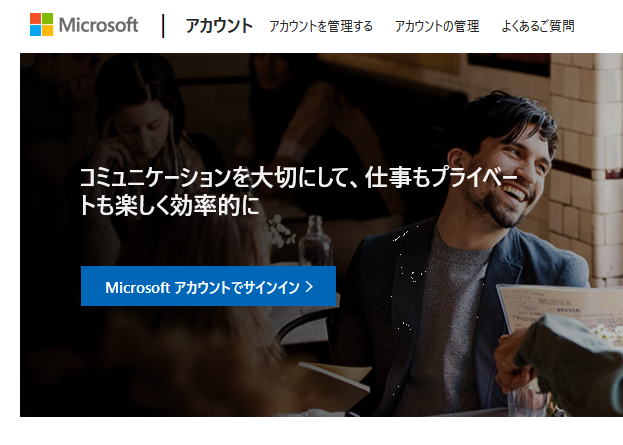 Microsoft アカウント アカウントを管理する アカウントの管理 よくあるご質問
コミュニケーションを大切にして、仕事もプライベー
トも楽しく効率的に
Microsoft アカウントでサインイン